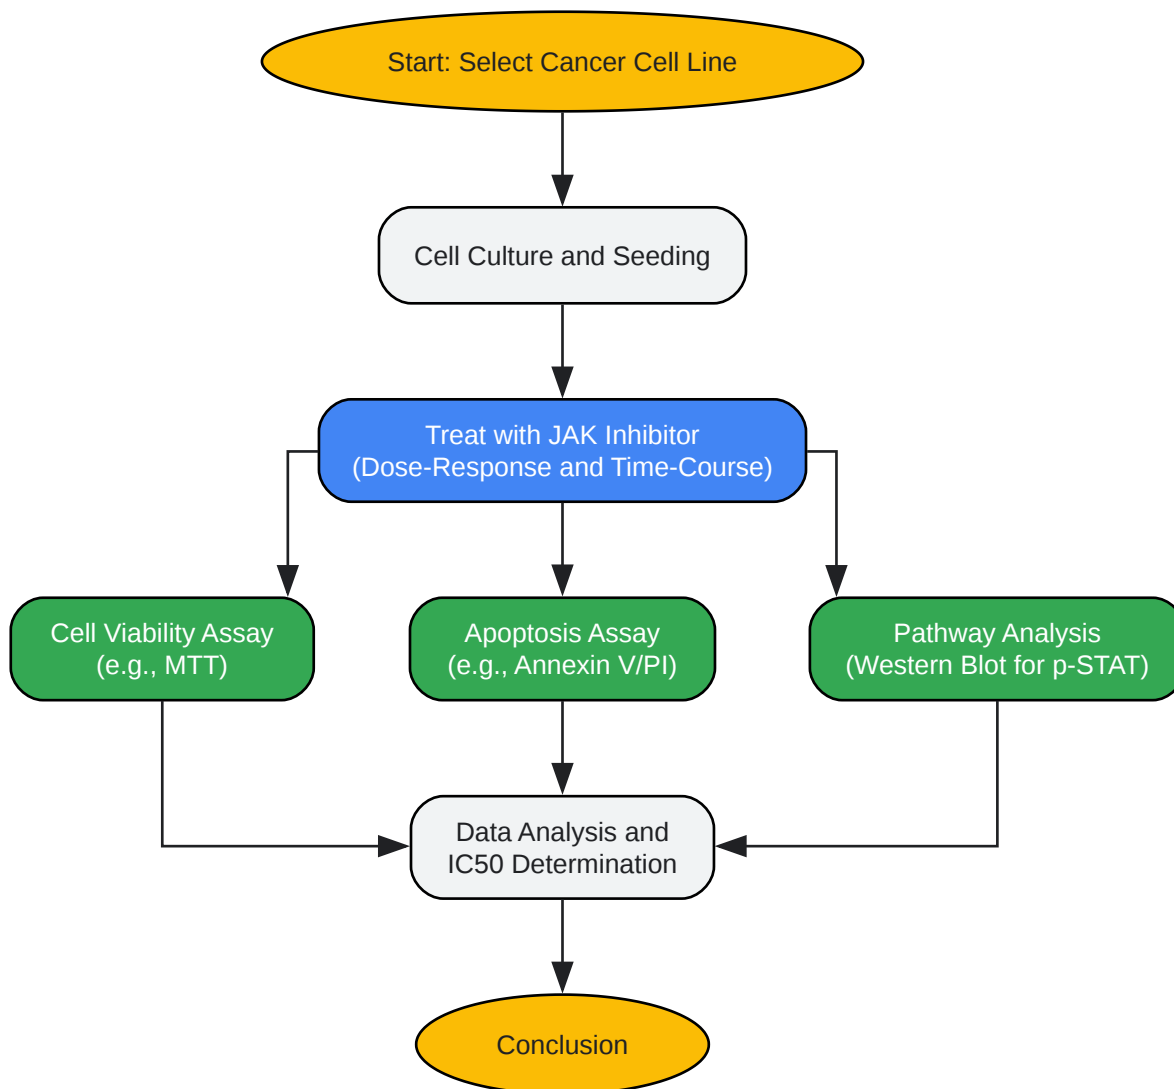 Start: Select Cancer Cell Line
Cell Culture and Seeding
Treat with JAK Inhibitor
(Dose-Response and Time-Course)
Cell Viability Assay
(e.g., MTT)
Apoptosis Assay
(e.g., Annexin V/PI)
Pathway Analysis
(Western Blot for p-STAT)
Data Analysis and
IC50 Determination
Conclusion